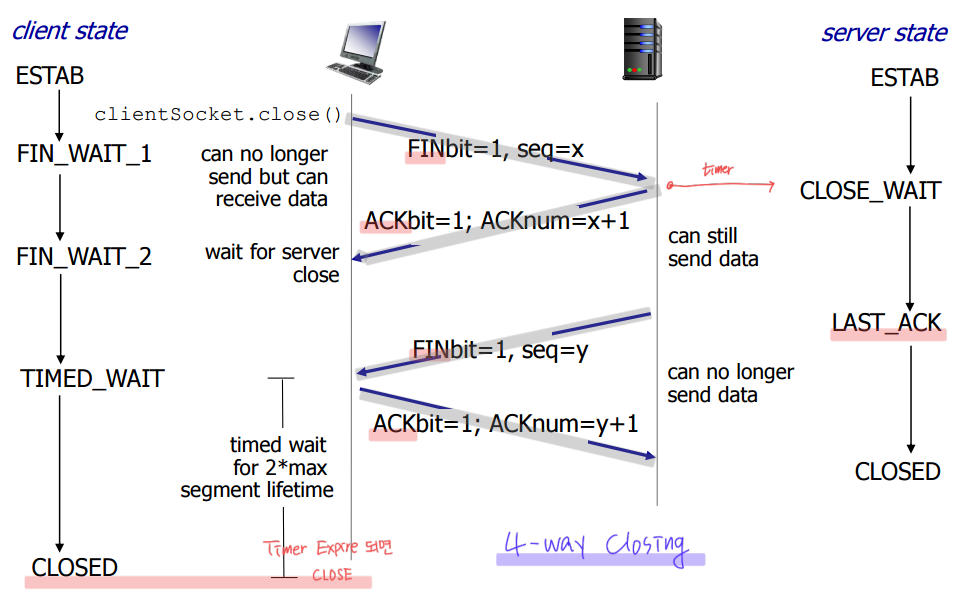 client state
server state
ESTAB
ESTAB
clientSocket.close()
FIN_WAIT_1
FINbit=1, seq=x
can no longer
send but can
receive data
timer
CLOSE_WAIT
ACKbit=1; ACKnum=x+1
FIN_WAIT_2
wait for server
close
can still
send data
LAST_ACK
FINbit=1, seq=y
TIMED_WAIT
can no longer
send data
ACKbit=1; ACKnum=y+1
timed wait
for 2*max
segment lifetime
CLOSED
Timer Expire 되면
CLOSE
4-way Closing
CLOSED